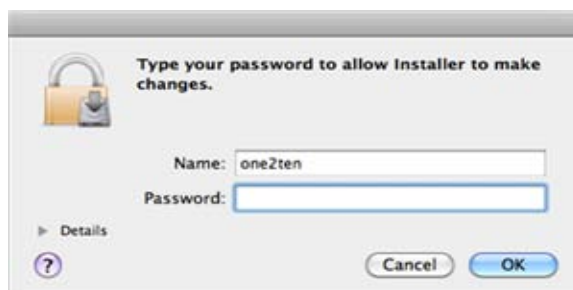 Type your password to allow Installer to make
changes.
Name: one2ten
Password:
Details
?
Cancel
OK